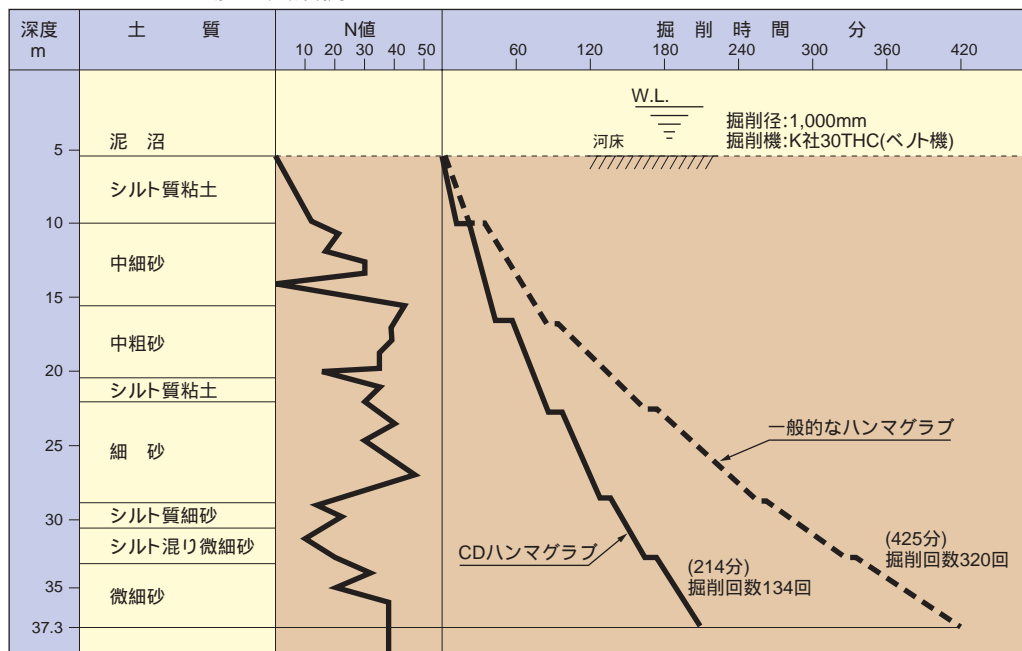 深度
m
土　質
N値
10 20 30 40 50
掘　削　時　間　分
60 120 180 240 300 360 420
W.L.
河床
掘削径:1,000mm
掘削機:K社30THC(ベノト機)
泥　沼
5
シルト質粘土
10
中細砂
15
中粗砂
20
シルト質粘土
細　砂
25
シルト質細砂
30
シルト混り微細砂
35
微細砂
37.3
一般的なハンマグラブ
CDハンマグラブ
(425分)
掘削回数320回
(214分)
掘削回数134回